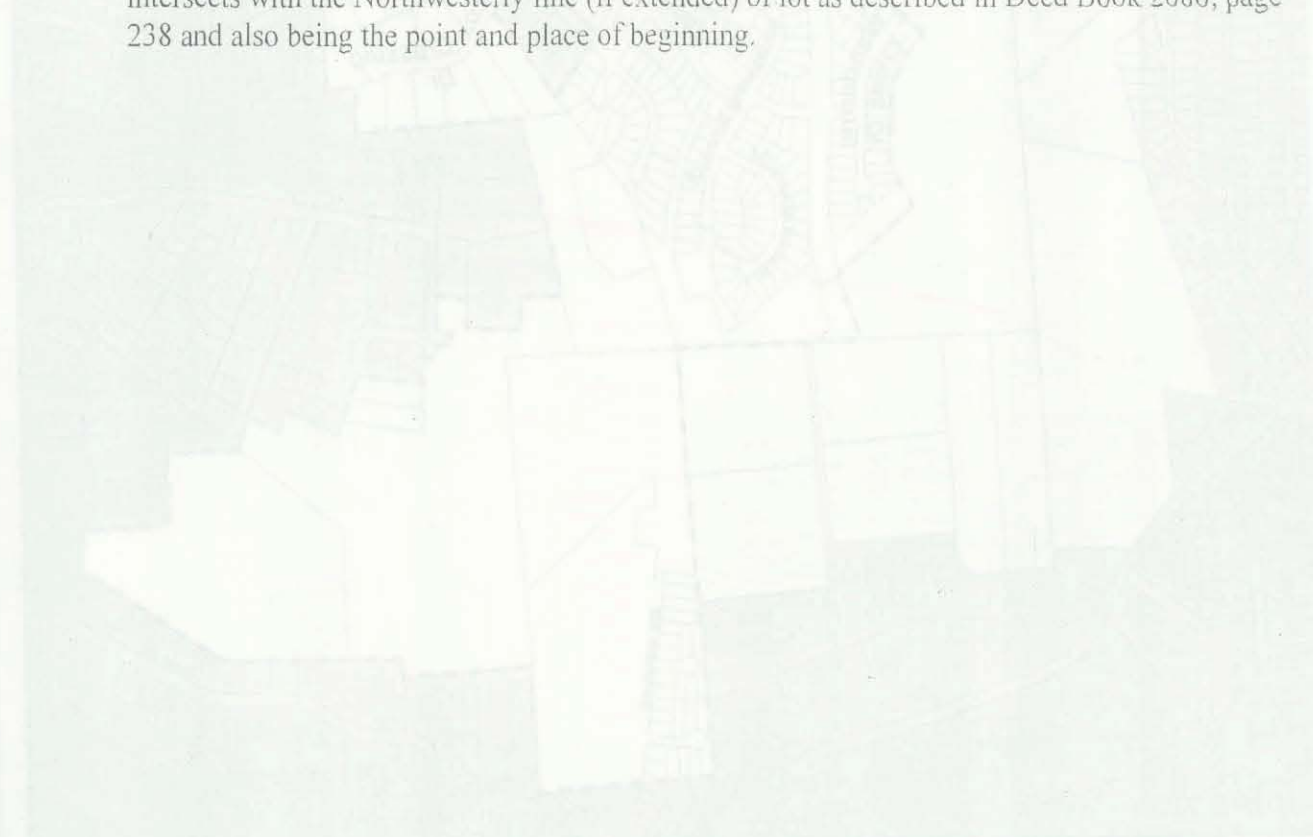 intersects with the Northwesterly line (if extended) of lot as described in Deed Book 2066, page
238 and also being the point and place of beginning.